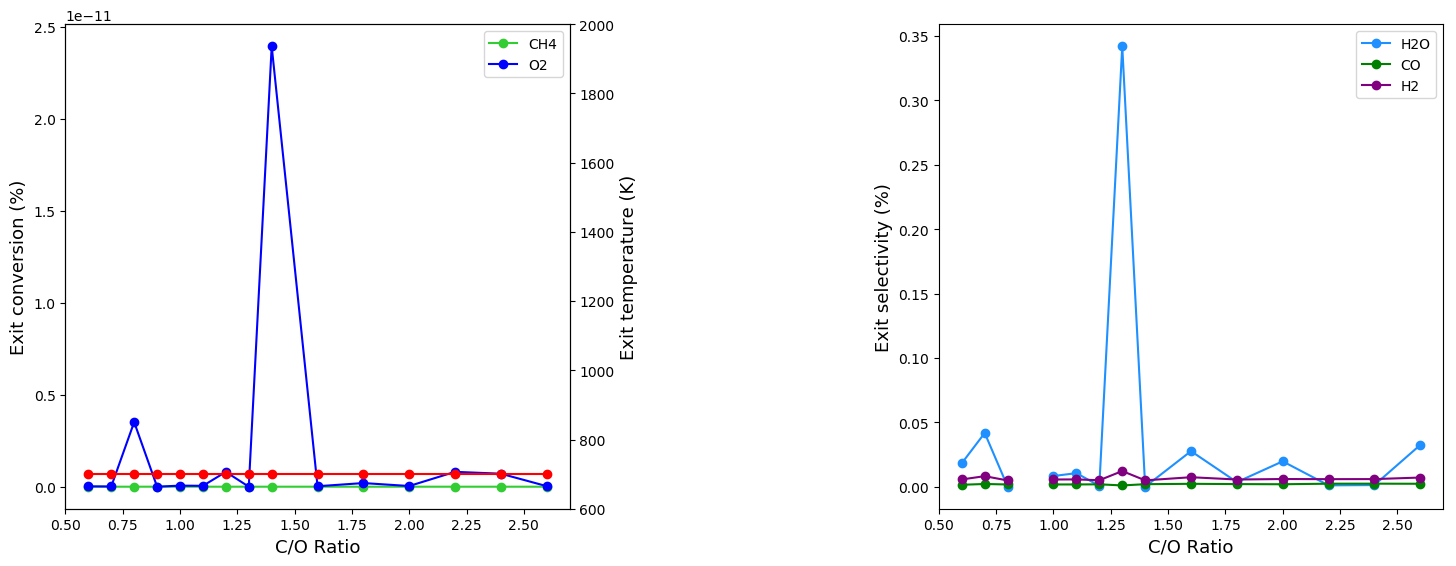 1e−11
Exit conversion (%)
2.5
2.0
1.5
1.0
0.5
0.0
0.50 0.75 1.00 1.25 1.50 1.75 2.00 2.25 2.50
C/O Ratio
CH4
O2
2000
1800
1600
1400
1200
1000
800
600
Exit temperature (K)
Exit selectivity (%)
0.35
0.30
0.25
0.20
0.15
0.10
0.05
0.00
0.50 0.75 1.00 1.25 1.50 1.75 2.00 2.25 2.50
C/O Ratio
H2O
CO
H2